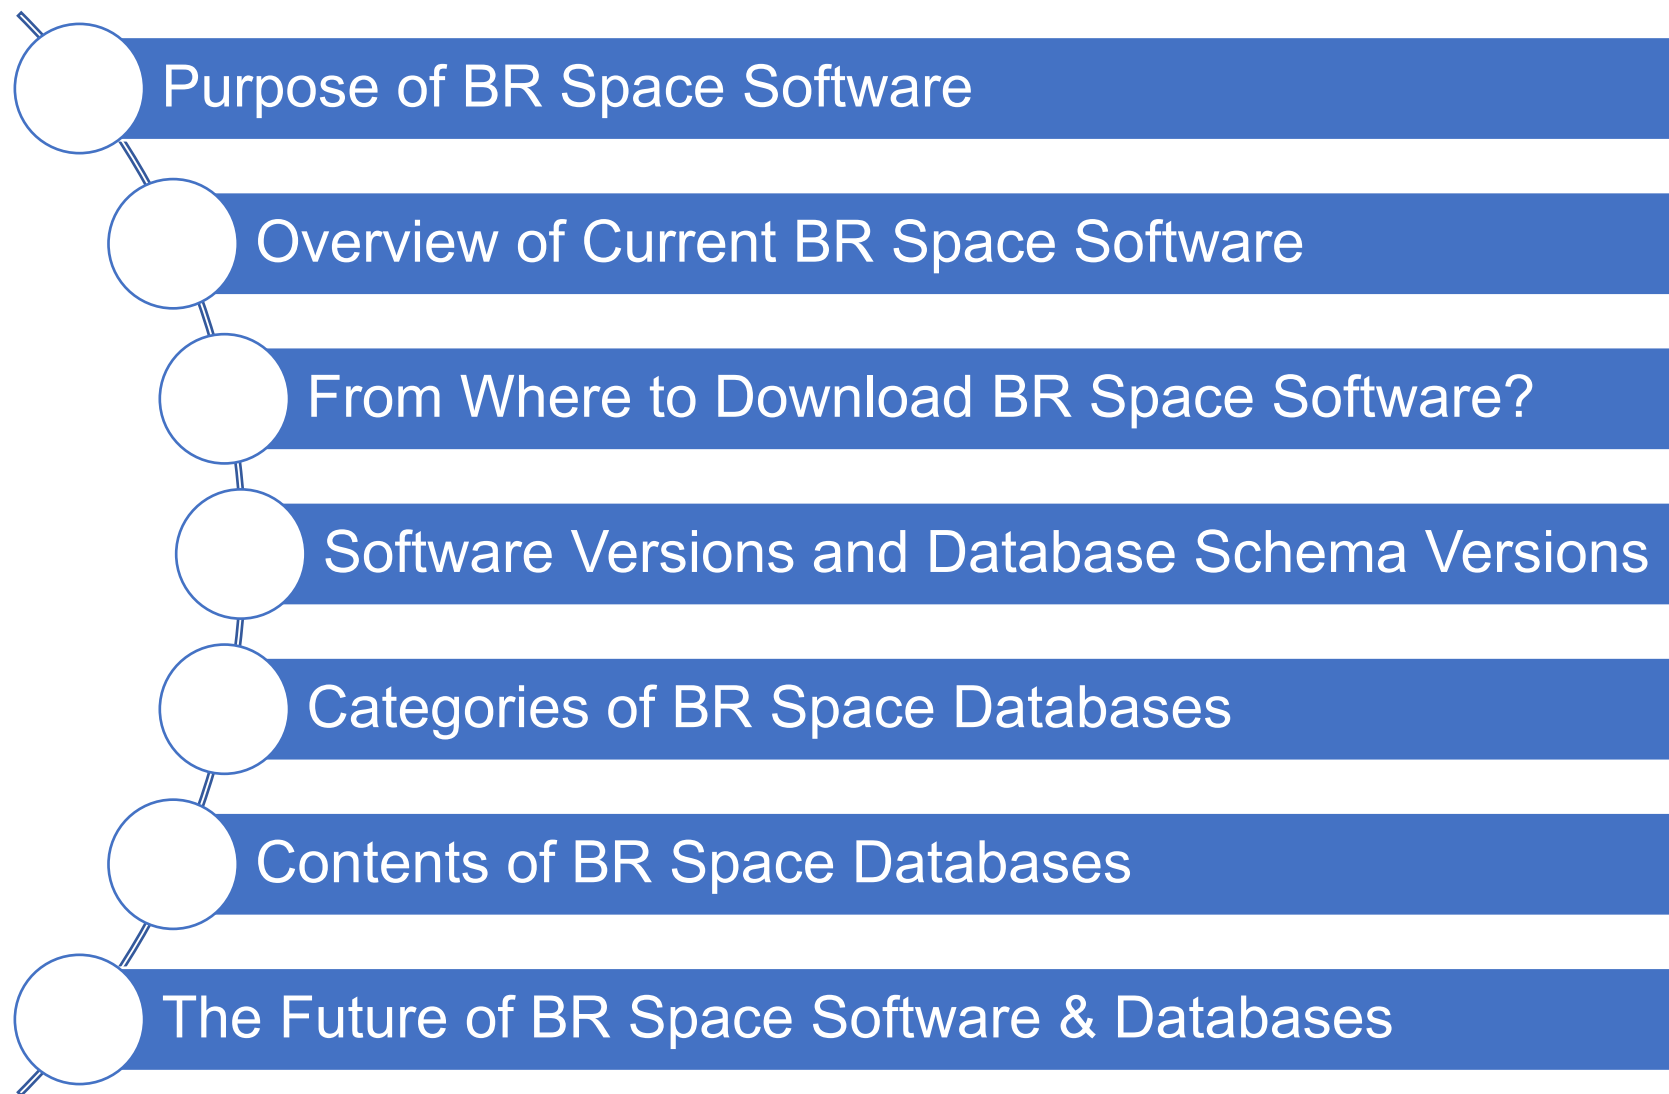 Purpose of BR Space Software
Overview of Current BR Space Software
From Where to Download BR Space Software?
Software Versions and Database Schema Versions
Categories of BR Space Databases
Contents of BR Space Databases
The Future of BR Space Software & Databases